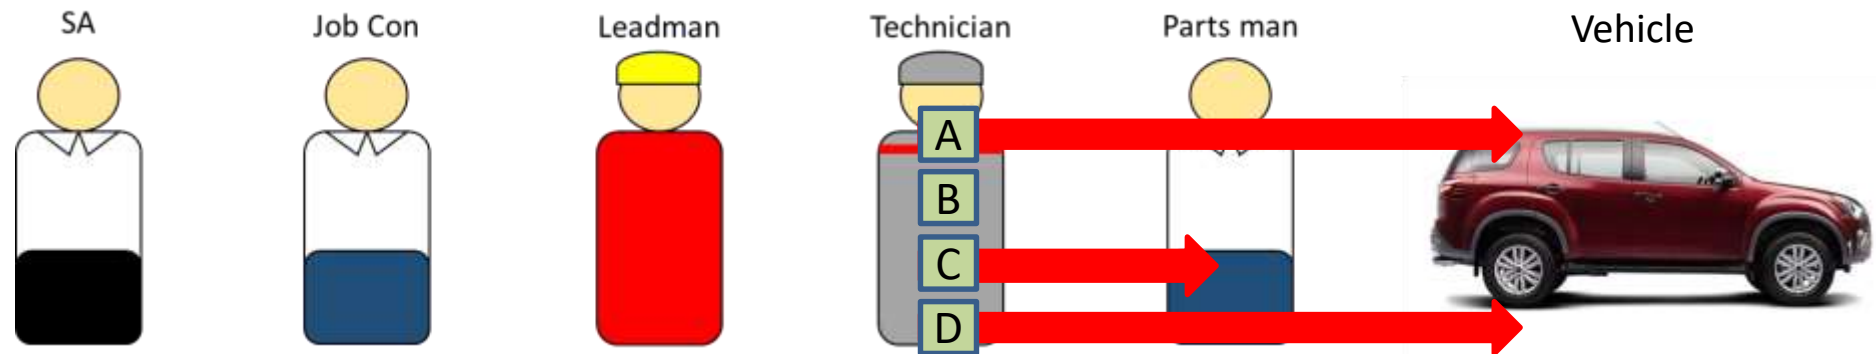 SA
Job Con
Leadman
Technician
Parts man
Vehicle
A
B
C
D